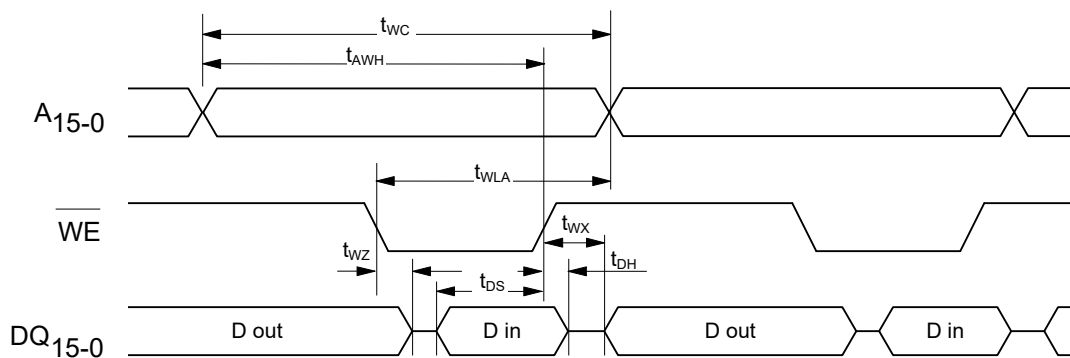 tWC
tAWH
A15-0
tWLA
WE
tWX
tWZ
tDH
tDS
DQ15-0 D out D in D out D in